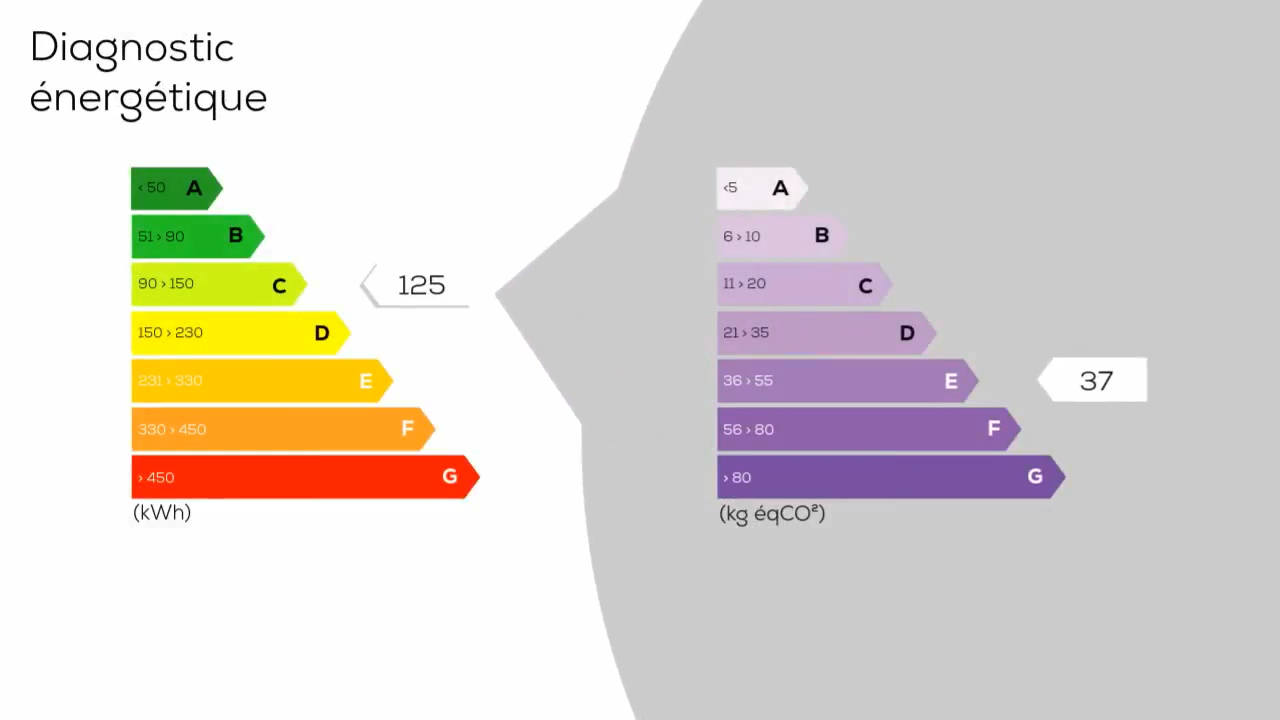 Diagnostic
énergétique
< 50 A
51 > 90 B
90 > 150 C
125
150 > 230 D
231 > 330 E
330 > 450 F
> 450 G
(kWh)
<5 A
6 > 10 B
11 > 20 C
21 > 35 D
36 > 55 E
37
56 > 80 F
> 80 G
(kg éqCO²)